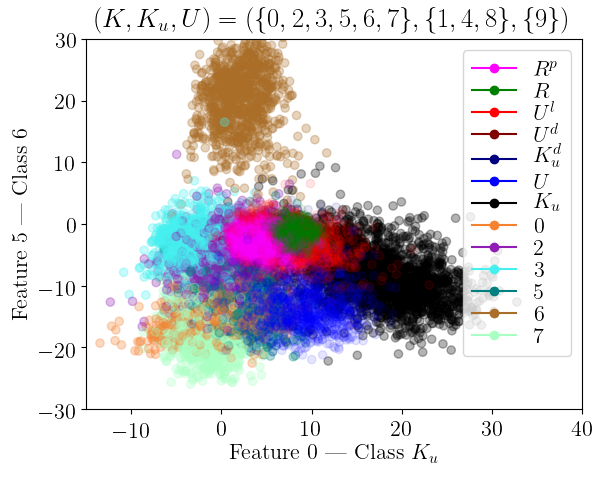 (K, K_u, U) = ({0, 2, 3, 5, 6, 7}, {1, 4, 8}, {9})
30
20
10
0
−10
−20
−30
Feature 5 — Class 6
−10
0
10
20
30
40
Feature 0 — Class K_u
R^p
R
U^l
U^d
K_u^d
U
K_u
0
2
3
5
6
7